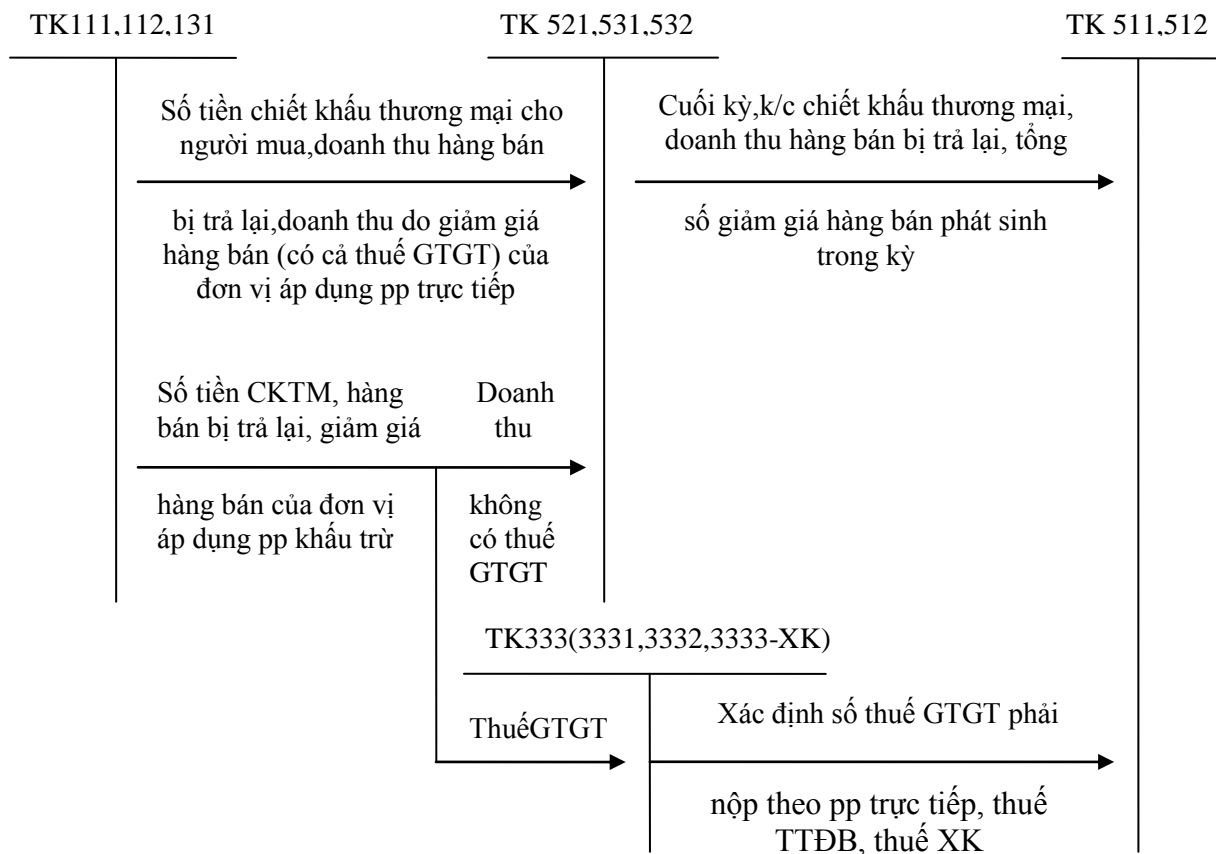 TK111,112,131
TK 521,531,532
TK 511,512
Số tiền chiết khấu thương mại cho
người mua,doanh thu hàng bán
bị trả lại,doanh thu do giảm giá
hàng bán (có cả thuế GTGT) của
đơn vị áp dụng pp trực tiếp
Cuối kỳ,k/c chiết khấu thương mại,
doanh thu hàng bán bị trả lại, tổng
số giảm giá hàng bán phát sinh
trong kỳ
Số tiền CKTM, hàng
bán bị trả lại, giảm giá
hàng bán của đơn vị
áp dụng pp khấu trừ
Doanh
thu
không
có thuế
GTGT
TK333(3331,3332,3333-XK)
ThuếGTGT
Xác định số thuế GTGT phải
nộp theo pp trực tiếp, thuế
TTĐB, thuế XK